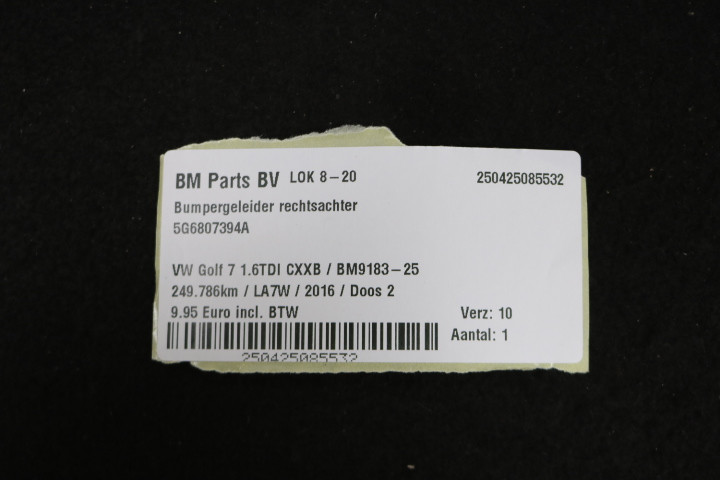 BM Parts BV LOK 8-20 250425085532
Bumpergeleider rechtsachter
5G6807394A
VW Golf 7 1.6TDI CXXB / BM9183-25
249.786km / LA7W / 2016 / Doos 2
9.95 Euro incl. BTW Verz: 10
Aantal: 1
250425085532